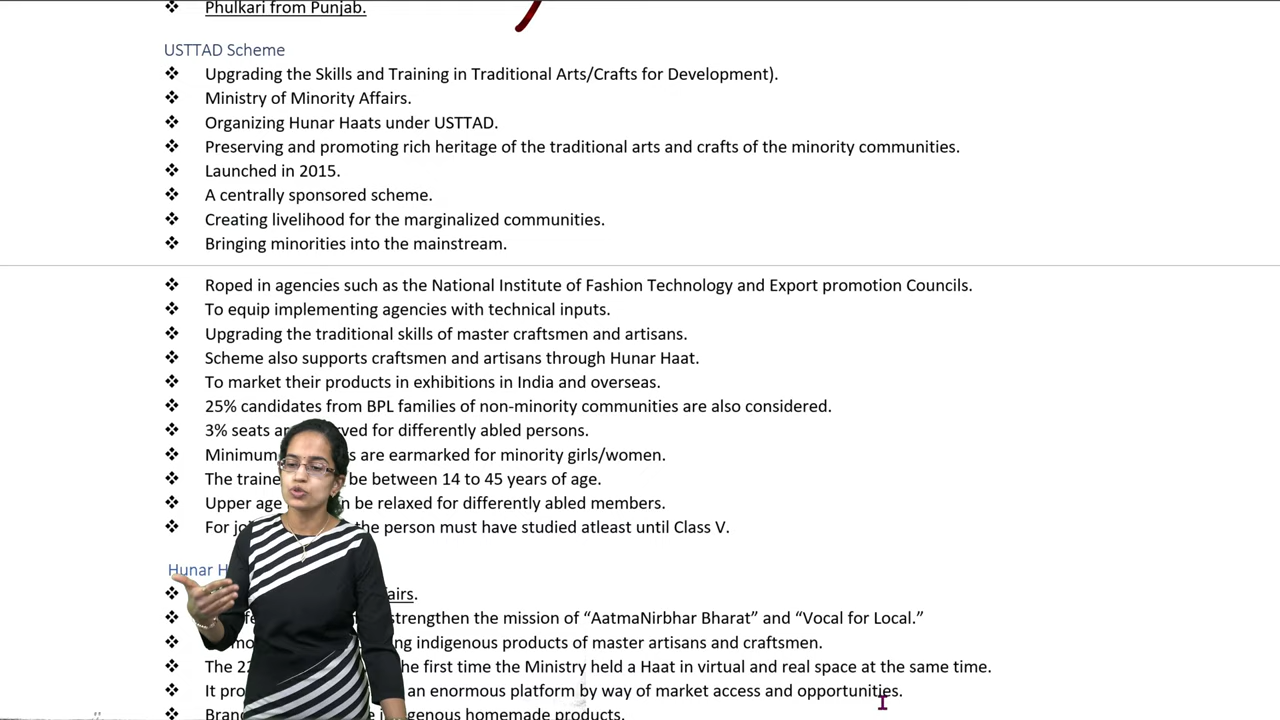 ❖ Phulkari from Punjab.
USTTAD Scheme
❖ Upgrading the Skills and Training in Traditional Arts/Crafts for Development).
❖ Ministry of Minority Affairs.
❖ Organizing Hunar Haats under USTTAD.
❖ Preserving and promoting rich heritage of the traditional arts and crafts of the minority communities.
❖ Launched in 2015.
❖ A centrally sponsored scheme.
❖ Creating livelihood for the marginalized communities.
❖ Bringing minorities into the mainstream.
❖ Roped in agencies such as the National Institute of Fashion Technology and Export promotion Councils.
❖ To equip implementing agencies with technical inputs.
❖ Upgrading the traditional skills of master craftsmen and artisans.
❖ Scheme also supports craftsmen and artisans through Hunar Haat.
❖ To market their products in exhibitions in India and overseas.
❖ 25% candidates from BPL families of non-minority communities are also considered.
❖ 3% seats for differently abled persons.
❖ Minimum are earmarked for minority girls/women.
❖ The be between 14 to 45 years of age.
❖ Upper age be relaxed for differently abled members.
❖ For the person must have studied atleast until Class V.
Hunar
❖
❖ strengthen the mission of “AatmaNirbhar Bharat” and “Vocal for Local.”
❖ indigenous products of master artisans and craftsmen.
❖ The first time the Ministry held a Haat in virtual and real space at the same time.
❖ It an enormous platform by way of market access and opportunities.
❖ homemade products.